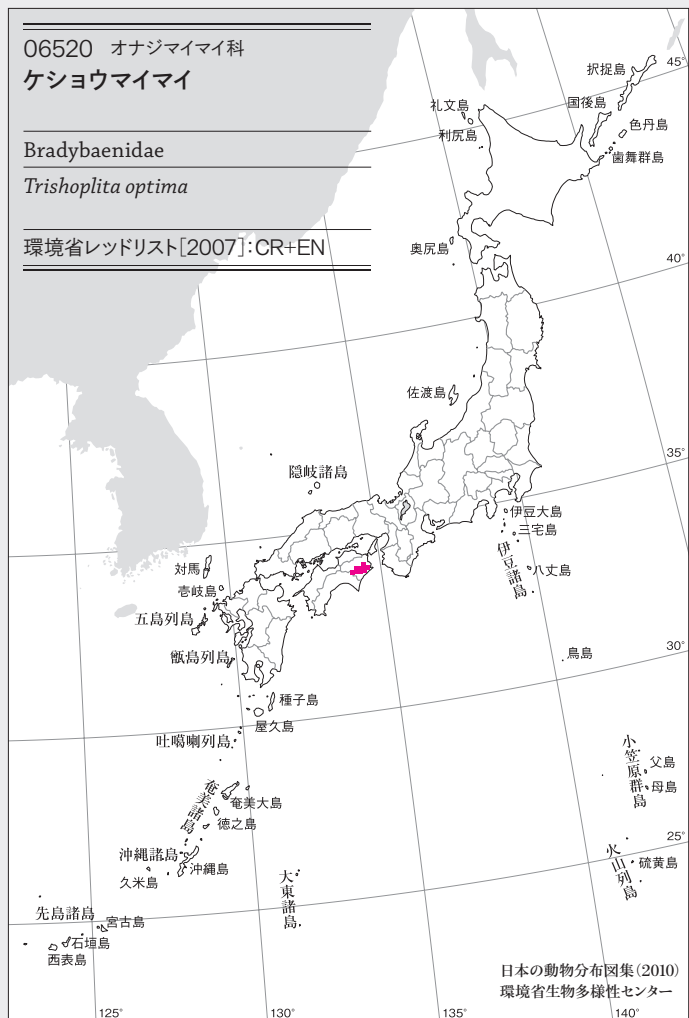 06520 オナジマイマイ科
ケショウマイマイ
Bradybaenidae
Trishoplita optima
環境省レッドリスト[2007]:CR+EN
択捉島
45°
礼文島
国後島
利尻島
色丹島
歯舞群島
奥尻島
40°
佐渡島
35°
隠岐諸島
伊豆大島
三宅島
伊豆諸島
八丈島
対馬
壱岐島
五島列島
甑島列島
鳥島
30°
種子島
屋久島
吐噶喇列島
小笠原群島
父島
母島
奄美諸島
奄美大島
徳之島
25°
沖縄諸島
沖縄島
久米島
大東諸島
火山列島
硫黄島
先島諸島
宮古島
石垣島
西表島
日本の動物分布図集(2010)
環境省生物多様性センター
125°
130°
135°
140°